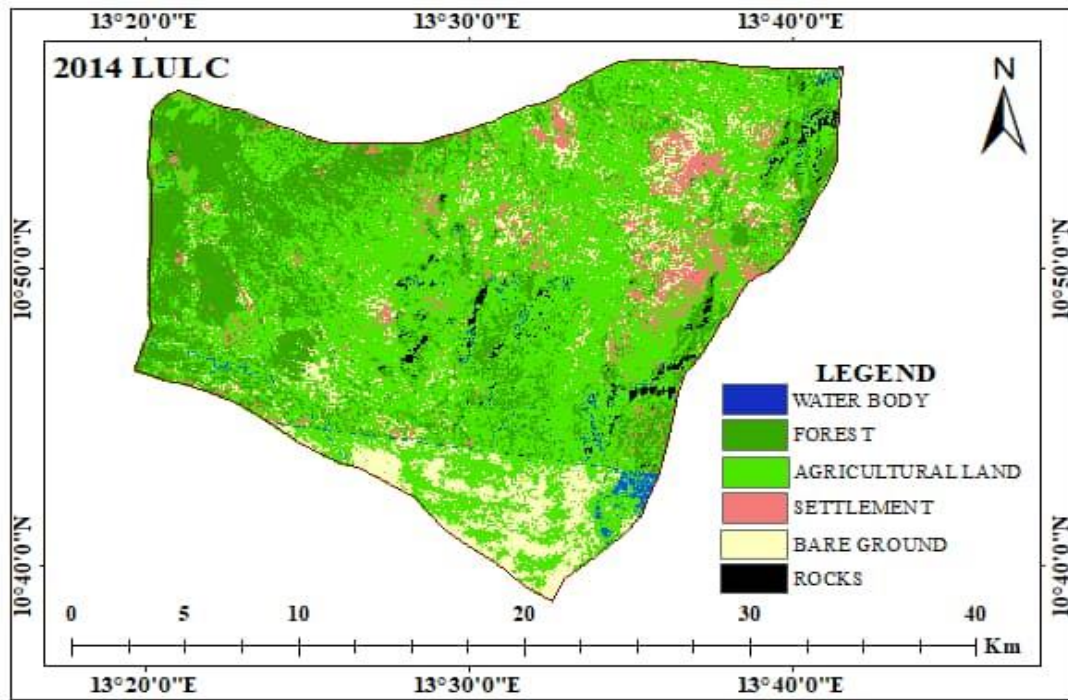 13°20'0"E 13°30'0"E 13°40'0"E
2014 LULC
N
10°50'0"N 10°50'0"N
LEGEND
WATER BODY
FOREST
AGRICULTURAL LAND
SETTLEMENT
BARE GROUND
ROCKS
10°40'0"N 10°40'0"N
0 5 10 20 30 40
Km
13°20'0"E 13°30'0"E 13°40'0"E